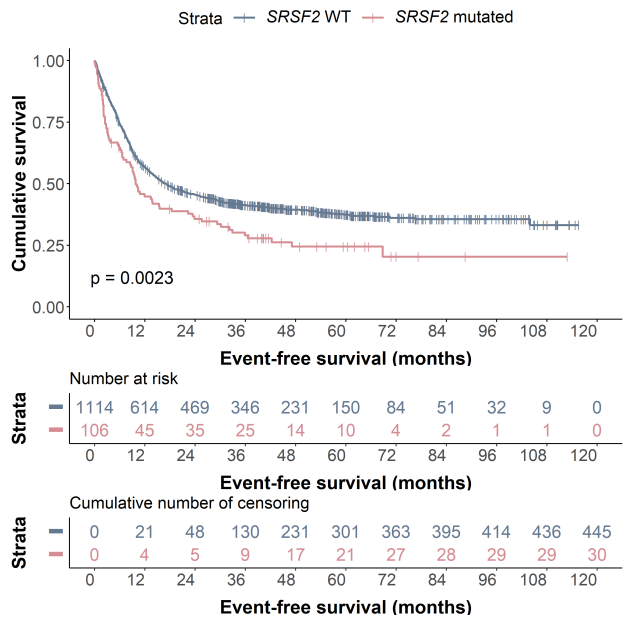 Strata SRSF2 WT SRSF2 mutated
Cumulative survival
1.00
0.75
0.50
0.25
0.00
p = 0.0023
0 12 24 36 48 60 72 84 96 108 120
Event-free survival (months)
Number at risk
Strata
1114 614 469 346 231 150 84 51 32 9 0
106 45 35 25 14 10 4 2 1 1 0
0 12 24 36 48 60 72 84 96 108 120
Event-free survival (months)
Cumulative number of censoring
Strata
0 21 48 130 231 301 363 395 414 436 445
0 4 5 9 17 21 27 28 29 29 30
0 12 24 36 48 60 72 84 96 108 120
Event-free survival (months)